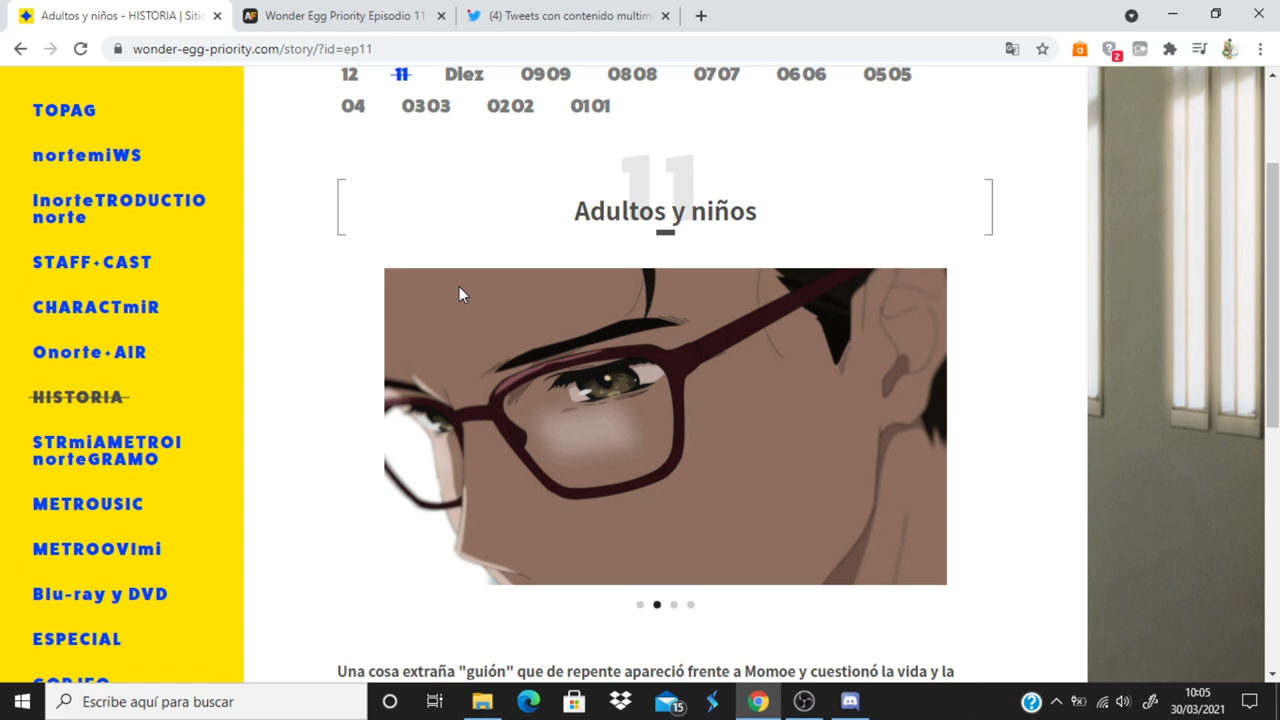 Adultos y niños - HISTORIA | Siti
Wonder Egg Priority Episodio 11
(4) Tweets con contenido multim
wonder-egg-priority.com/story/?id=ep11
2
12 11 Diez 0909 0808 0707 0606 0505
04 0303 0202 0101
TOPAG
nortemiWS
InorteTRODUCTIO
norte
STAFF+CAST
CHARACTmiR
Onorte+AIR
HISTORIA
STRmiAMETROI
norteGRAMO
METROUSIC
METROOVImi
Blu-ray y DVD
ESPECIAL
11
Adultos y niños
Una cosa extraña "guión" que de repente apareció frente a Momoe y cuestionó la vida y la
Escribe aquí para buscar
15
10:05
30/03/2021